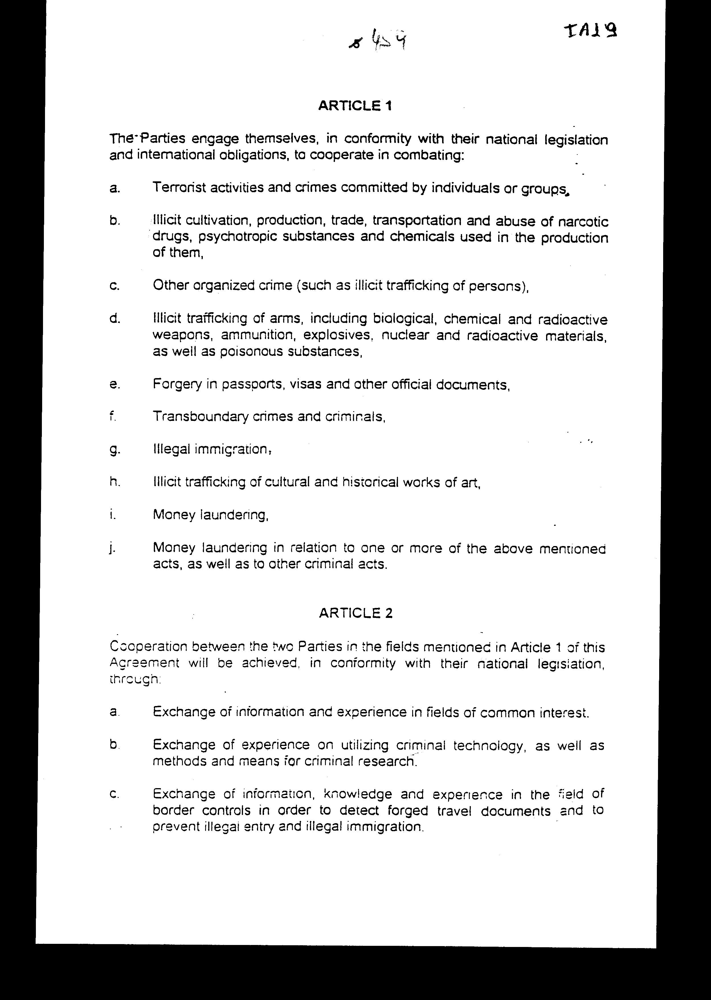 ARTICLE 1
The Parties engage themselves, in conformity with their national legislation
and international obligations, to cooperate in combating:
a. Terrorist activities and crimes committed by individuals or groups,
b. Illicit cultivation, production, trade, transportation and abuse of narcotic
drugs, psychotropic substances and chemicals used in the production
of them,
c. Other organized crime (such as illicit trafficking of persons),
d. Illicit trafficking of arms, including biological, chemical and radioactive
weapons, ammunition, explosives, nuclear and radioactive materials,
as well as poisonous substances,
e. Forgery in passports, visas and other official documents,
f. Transboundary crimes and criminals,
g. Illegal immigration,
h. Illicit trafficking of cultural and historical works of art,
i. Money laundering,
j. Money laundering in relation to one or more of the above mentioned
acts, as well as to other criminal acts.
ARTICLE 2
Cooperation between the two Parties in the fields mentioned in Article 1 of this
Agreement will be achieved, in conformity with their national legislation,
through:
a. Exchange of information and experience in fields of common interest.
b. Exchange of experience on utilizing criminal technology, as well as
methods and means for criminal research.
c. Exchange of information, knowledge and experience in the field of
border controls in order to detect forged travel documents and to
prevent illegal entry and illegal immigration.